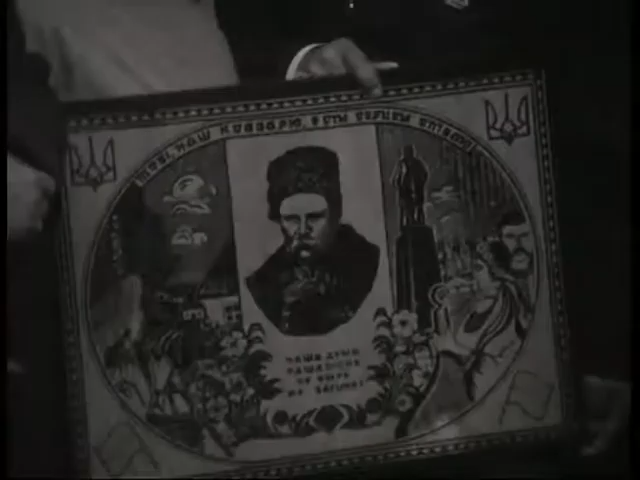 ТОБІ, НАШ КОБЗАРЮ,
НАША ДУМА
НАША ПІСНЯ
НЕ ВМРЕ
НЕ ЗАГИНЕ!